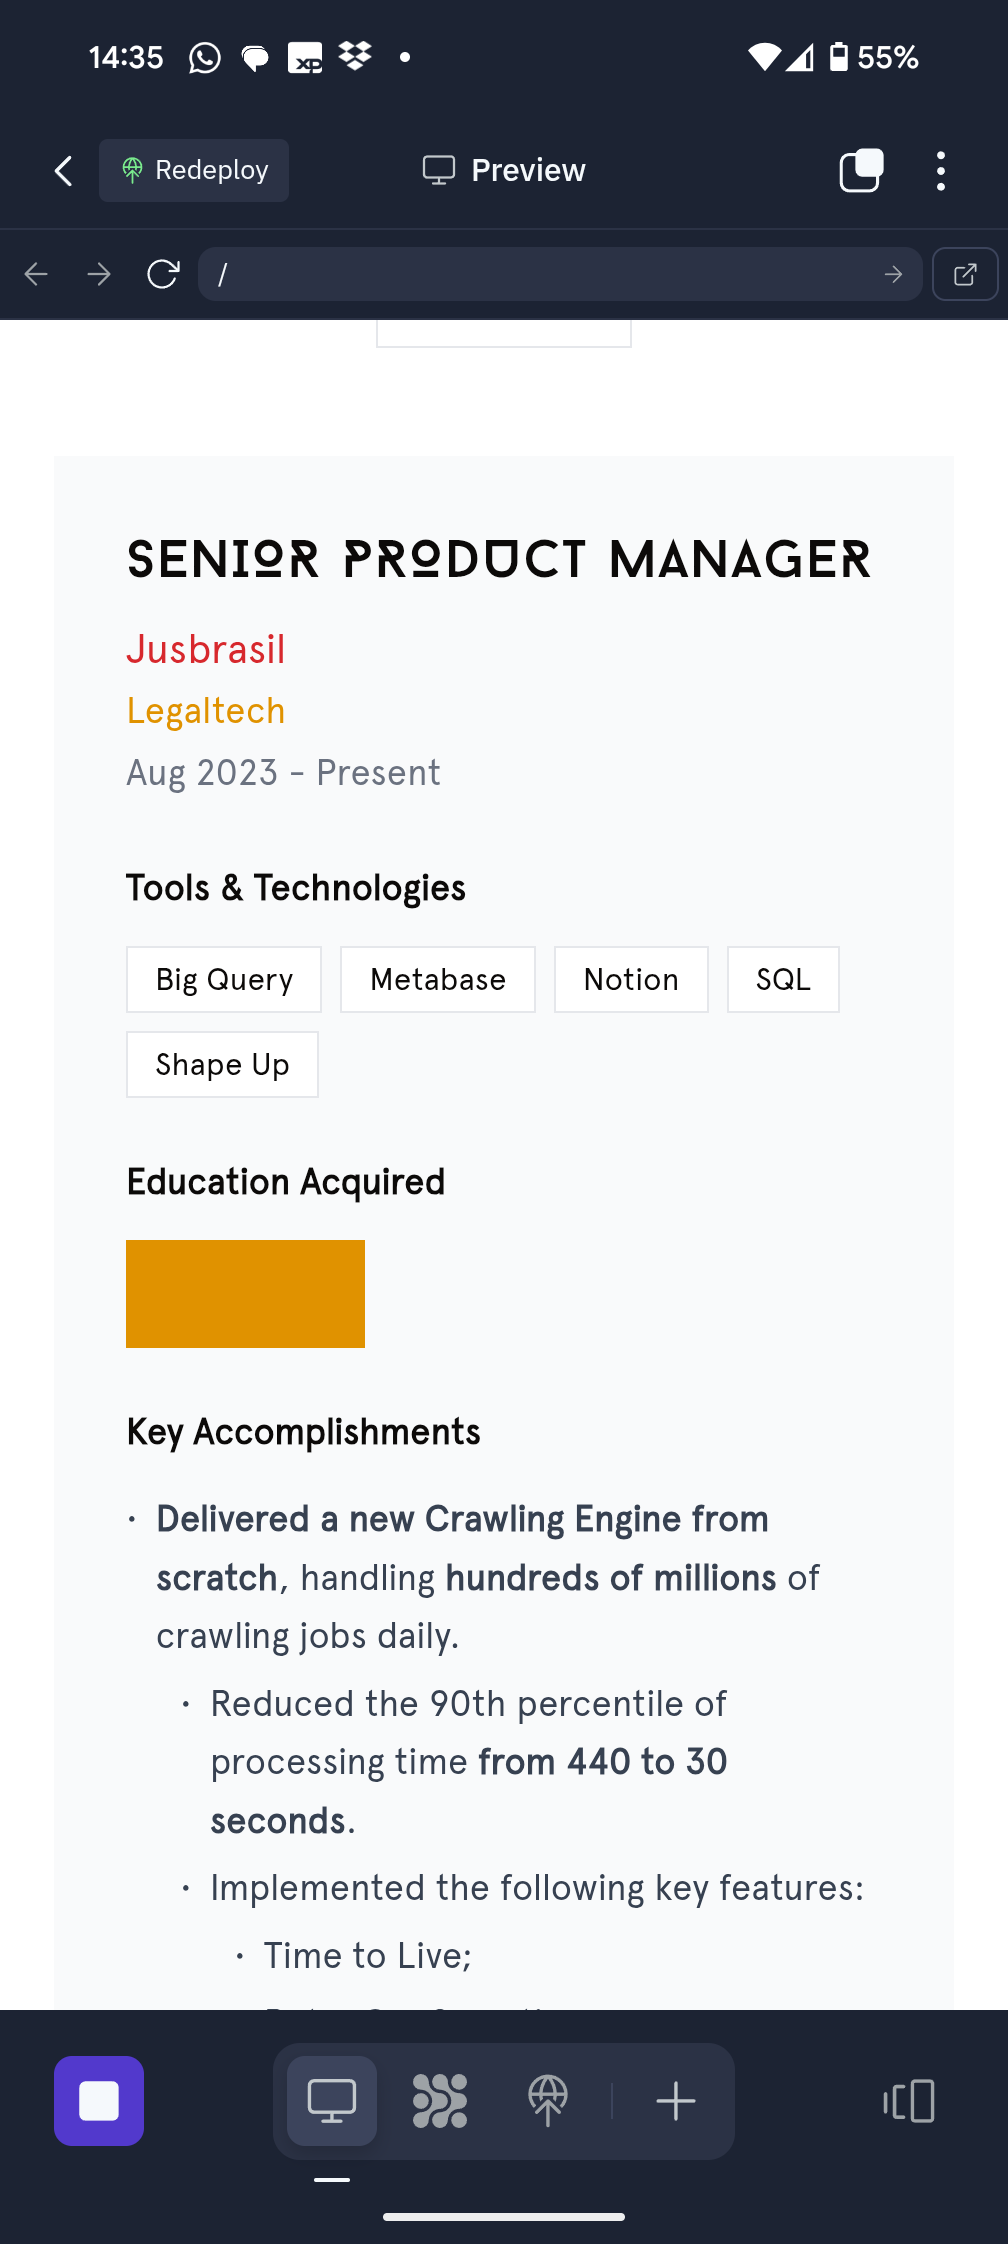 14:35
xp
55%
Redeploy
Preview
/
SENIOR PRODUCT MANAGER
Jusbrasil
Legaltech
Aug 2023 - Present
Tools & Technologies
Big Query Metabase Notion SQL
Shape Up
Education Acquired
Key Accomplishments
• Delivered a new Crawling Engine from
scratch, handling hundreds of millions of
crawling jobs daily.
• Reduced the 90th percentile of
processing time from 440 to 30
seconds.
• Implemented the following key features:
• Time to Live;